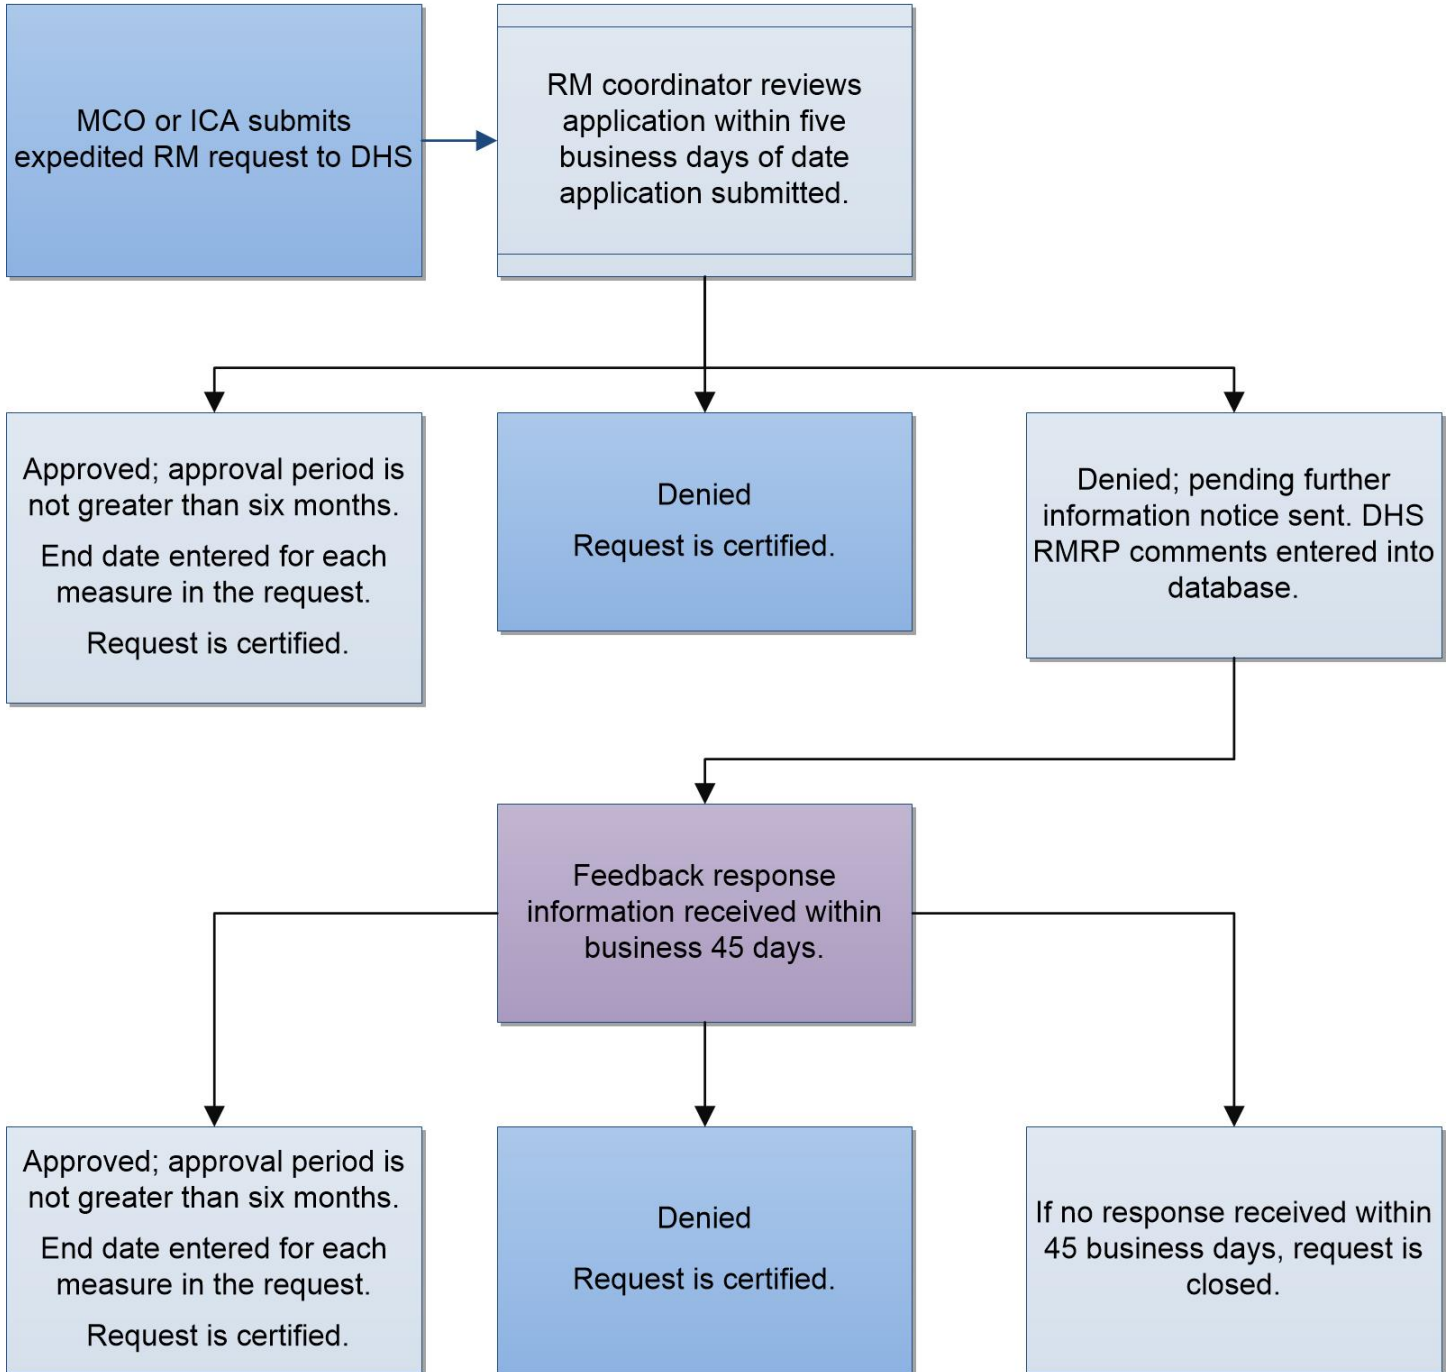 MCO or ICA submits
expedited RM request to DHS
RM coordinator reviews
application within five
business days of date
application submitted.
Approved; approval period is
not greater than six months.
End date entered for each
measure in the request.
Request is certified.
Denied
Request is certified.
Denied; pending further
information notice sent. DHS
RMRP comments entered into
database.
Feedback response
information received within
business 45 days.
Approved; approval period is
not greater than six months.
End date entered for each
measure in the request.
Request is certified.
Denied
Request is certified.
If no response received within
45 business days, request is
closed.